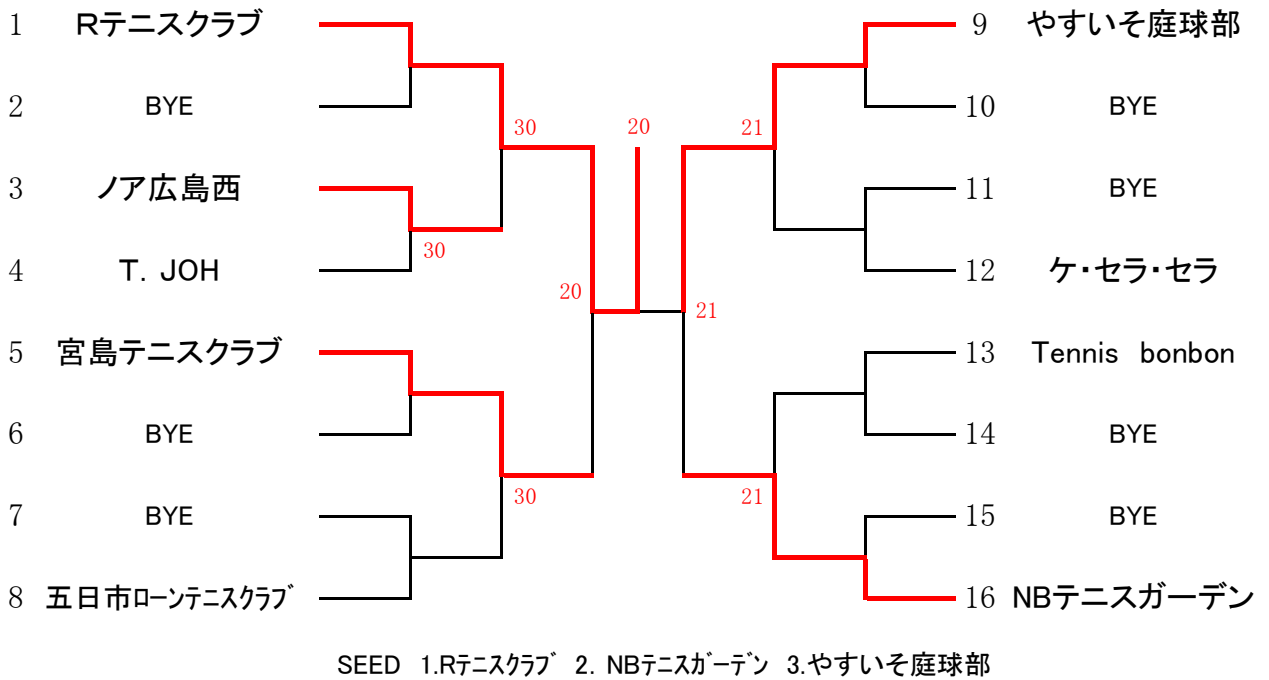 1 Rテニスクラブ
9 やすいそ庭球部
2 BYE
10 BYE
30
20
21
3 ノア広島西
11 BYE
30
4 T. JOH
12 ケ・セラ・セラ
20
21
5 宮島テニスクラブ
13 Tennis bonbon
6 BYE
14 BYE
30
21
7 BYE
15 BYE
8 五日市ローンテニスクラブ
16 NBテニスガーデン
SEED 1.Rテニスクラブ 2. NBテニスガーデン 3.やすいそ庭球部